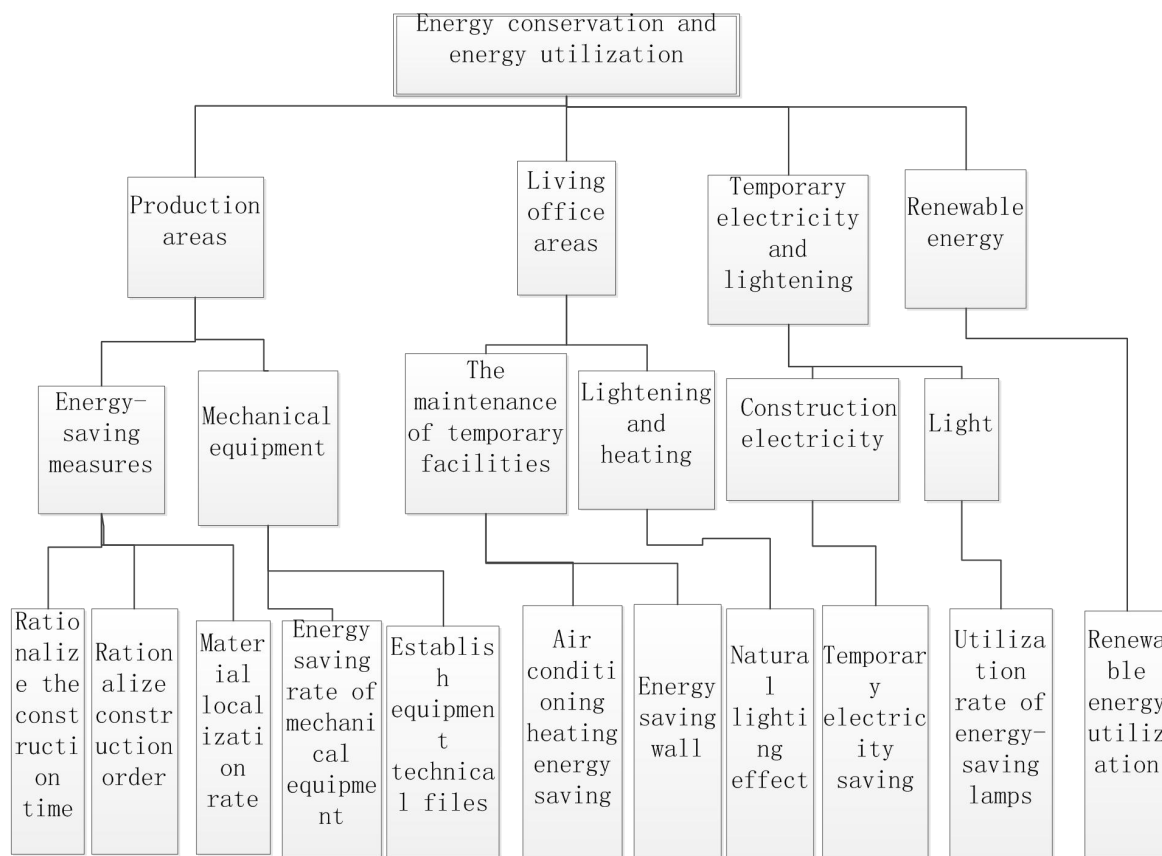 Energy conservation and
energy utilization
Production
areas
Living
office
areas
Temporary
electricity
and
lightening
Renewable
energy
Energy-
saving
measures
Mechanical
equipment
The
maintenance
of temporary
facilities
Lightening
and
heating
Construction
electricity
Light
Ratio
naliz
e the
const
ructi
on
time
Ration
alize
constr
uction
order
Mater
ial
local
izati
on
rate
Energy
saving
rate of
mechani
cal
equipme
nt
Establis
h
equipmen
t
technica
l files
Air
conditi
oning
heating
energy
saving
Energy
saving
wall
Natura
l
lighti
ng
effect
Temporar
y
electric
ity
saving
Utiliza
tion
rate of
energy-
saving
lamps
Renewa
ble
energy
utiliz
ation